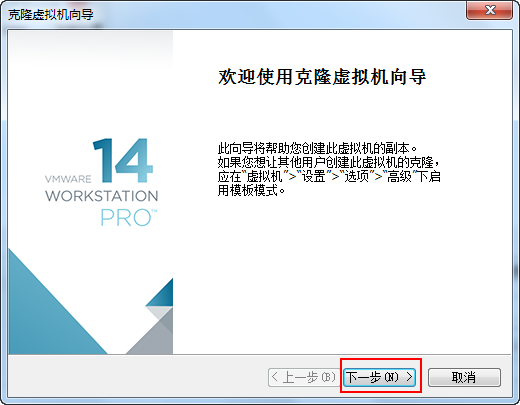 克隆虚拟机向导
欢迎使用克隆虚拟机向导
此向导将帮助您创建此虚拟机的副本。
如果您想让其他用户创建此虚拟机的克隆，
应在“虚拟机”>“设置”>“选项”>“高级”下启
用模板模式。
14
VMWARE
WORKSTATION
PRO™
< 上一步(B)
下一步(N) >
取消